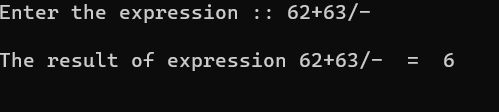 Enter the expression :: 62+63/-
The result of expression 62+63/-  =  6